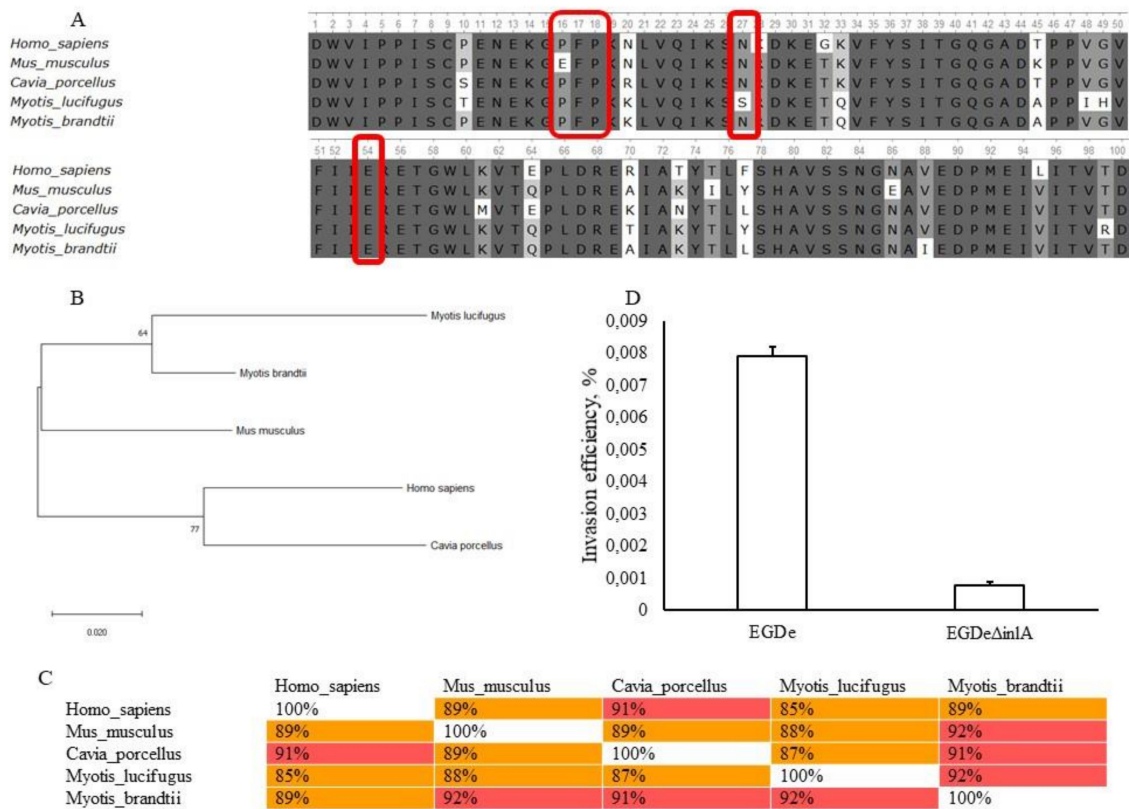 A
1 2 3 4 5 6 7 8 9 10 11 12 13 14 15 16 17 18 20 21 22 23 24 25 26 27 28 29 30 31 32 33 34 35 36 37 38 39 40 41 42 43 44 45 46 47 48 49 50
Homo_sapiens D W V I P P I S C P E N E K G P F P K N L V Q I K S N K D K E G K V F Y S I T G Q G A D T P P V G V
Mus_musculus D W V I P P I S C P E N E K G E F P K N L V Q I K S N R D K E T K V F Y S I T G Q G A D K P P V G V
Cavia_porcellus D W V I P P I S C S E N E K G P F P K R L V Q I K S N R D K E T K V F Y S I T G Q G A D T P P V G V
Myotis_lucifugus D W V I P P I S C T E N E K G P F P K K L V Q I K S S R D K E T Q V F Y S I T G Q G A D A P P I H V
Myotis_brandtii D W V I P P I S C P E N E K G P F P K K L V Q I K S N R D K E T Q V F Y S I T G Q G A D A P P V G V
51 52 54 56 58 60 62 64 66 68 70 72 74 76 78 80 82 84 86 88 90 92 94 96 98 100
Homo_sapiens F I I E R E T G W L K V T E P L D R E R I A T Y T L F S H A V S S N G N A V E D P M E I L I T V T D
Mus_musculus F I I E R E T G W L K V T Q P L D R E A I A K Y I L Y S H A V S S N G E A V E D P M E I V I T V T D
Cavia_porcellus F I I E R E T G W L M V T E P L D R E K I A N Y T L L S H A V S S N G N A V E D P M E I V I T V T D
Myotis_lucifugus F I I E R E T G W L K V T Q P L D R E T I A K Y T L Y S H A V S S N G N A V E D P M E I V I T V R D
Myotis_brandtii F I I E R E T G W L K V T Q P L D R E A I A K Y T L L S H A V S S N G N A I E D P M E I V I T V T D
B
Myotis lucifugus
64
Myotis brandtii
Mus musculus
Homo sapiens
77
Cavia porcellus
0.020
D
Invasion efficiency, %
0,009
0,008
0,007
0,006
0,005
0,004
0,003
0,002
0,001
0
EGDe EGDeΔinlA
C
Homo_sapiens Mus_musculus Cavia_porcellus Myotis_lucifugus Myotis_brandtii
Homo_sapiens 100% 89% 91% 85% 89%
Mus_musculus 89% 100% 89% 88% 92%
Cavia_porcellus 91% 89% 100% 87% 91%
Myotis_lucifugus 85% 88% 87% 100% 92%
Myotis_brandtii 89% 92% 91% 92% 100%